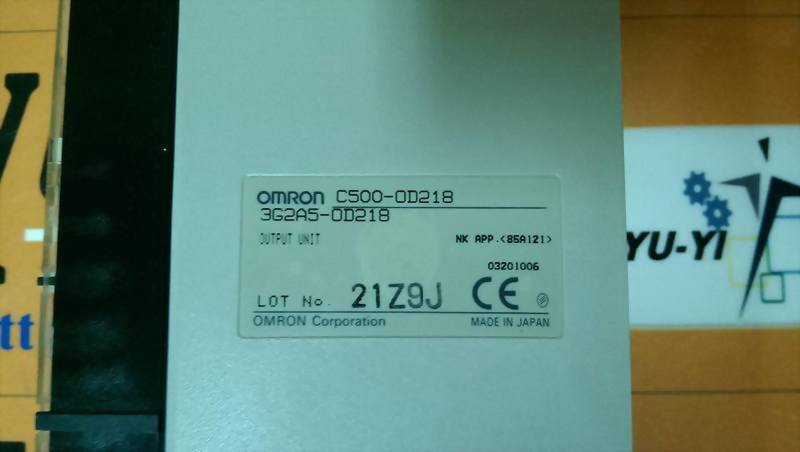 OMRON C500-OD218
3G2A5-OD218
OUTPUT UNIT NK APP.<85A121>
03201006
LOT No. 21Z9J CE
OMRON Corporation MADE IN JAPAN
YU-YI
tt